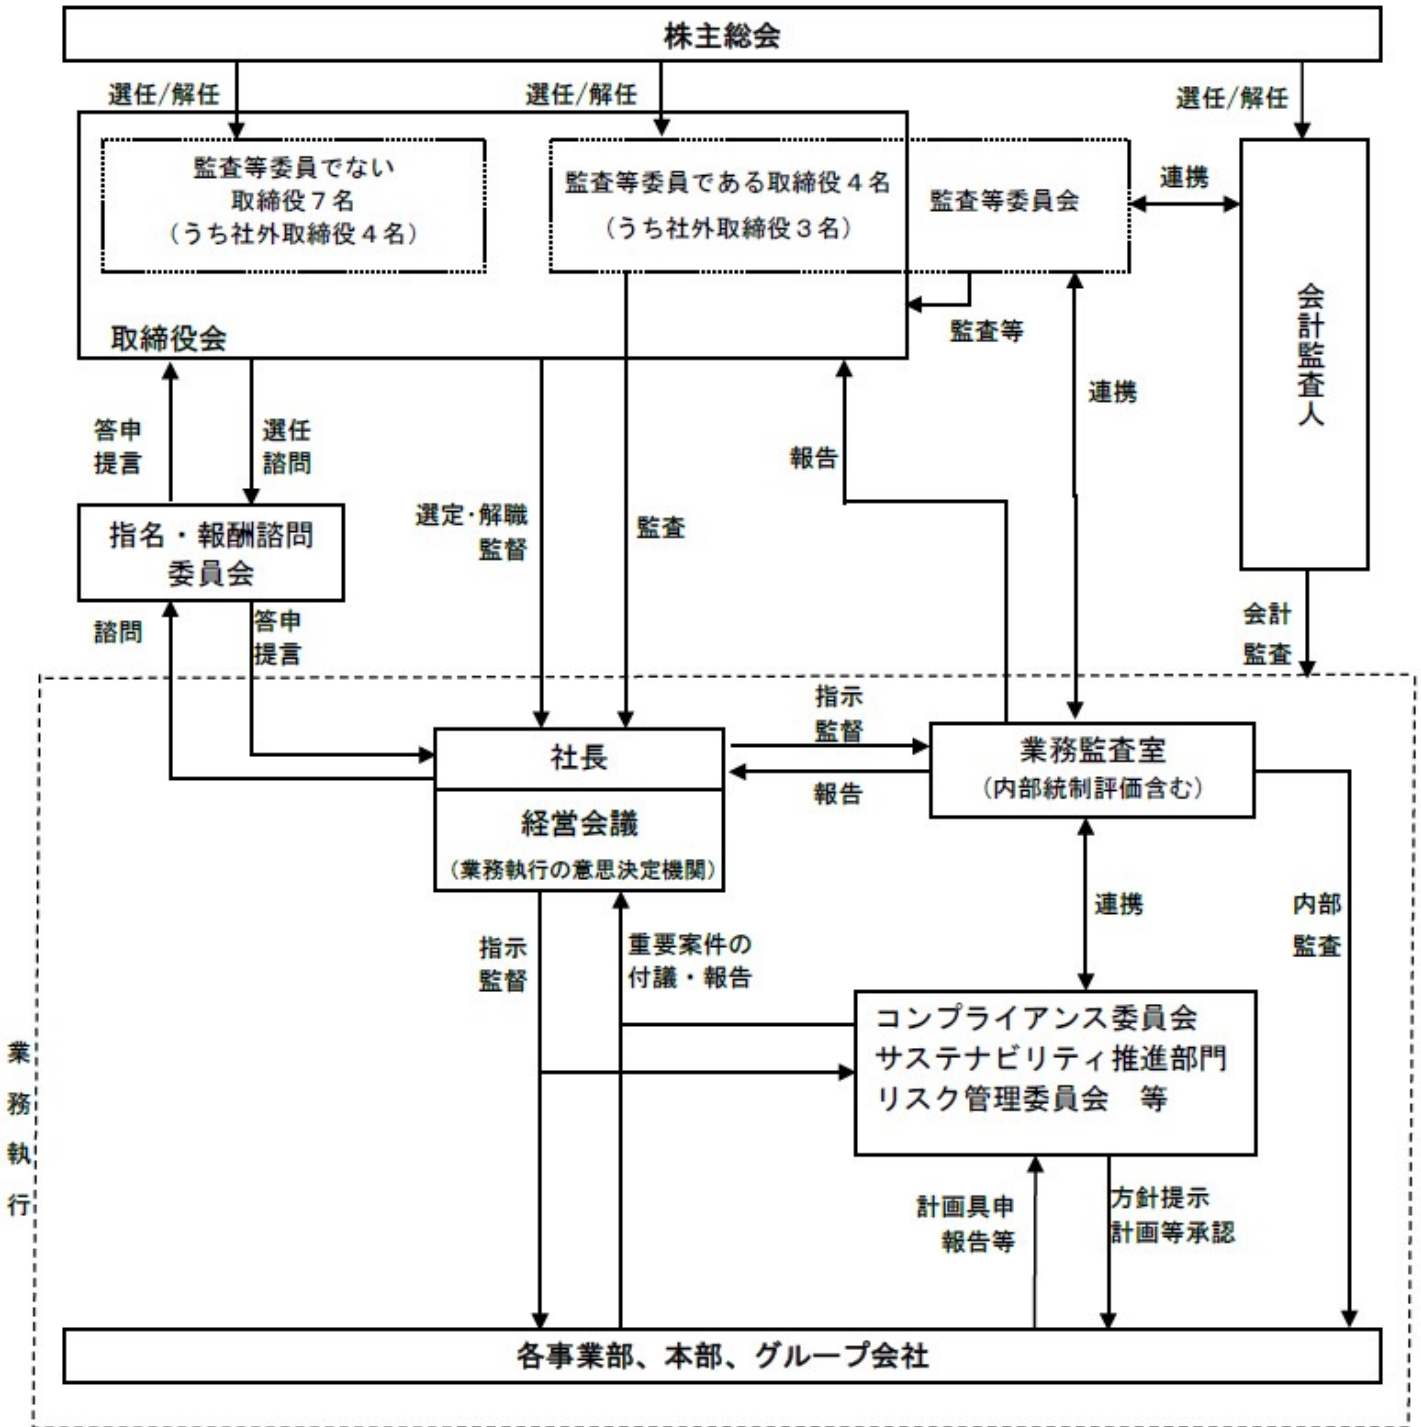 株主総会
選任/解任
選任/解任
選任/解任
監査等委員でない
取締役７名
（うち社外取締役４名）
監査等委員である取締役４名
（うち社外取締役３名）
監査等委員会
連携
会計監査人
監査等
取締役会
連携
答申
提言
選任
諮問
報告
選定・解職
監督
監査
指名・報酬諮問
委員会
諮問
答申
提言
会計
監査
指示
監督
社長
業務監査室
（内部統制評価含む）
報告
経営会議
（業務執行の意思決定機関）
連携
内部
監査
指示
監督
重要案件の
付議・報告
コンプライアンス委員会
サステナビリティ推進部門
リスク管理委員会　等
業務執行
計画具申
報告等
方針提示
計画等承認
各事業部、本部、グループ会社